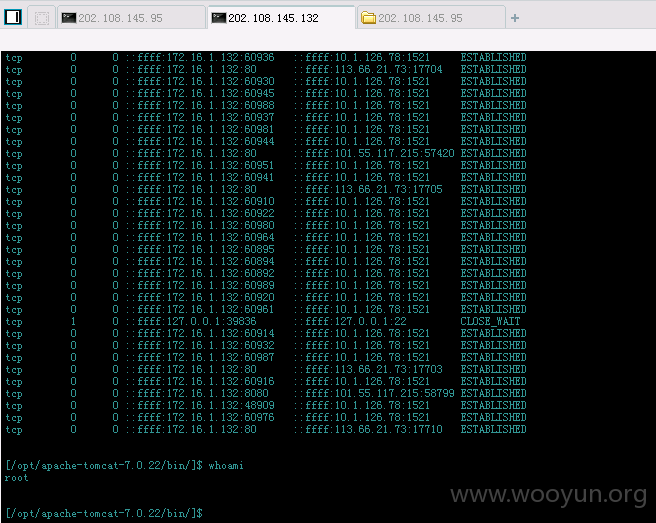 202.108.145.95 202.108.145.132 202.108.145.95 +
tcp 0 0 ::ffff:172.16.1.132:60936 ::ffff:10.1.126.78:1521 ESTABLISHED
tcp 0 0 ::ffff:172.16.1.132:80 ::ffff:113.66.21.73:17704 ESTABLISHED
tcp 0 0 ::ffff:172.16.1.132:60930 ::ffff:10.1.126.78:1521 ESTABLISHED
tcp 0 0 ::ffff:172.16.1.132:60945 ::ffff:10.1.126.78:1521 ESTABLISHED
tcp 0 0 ::ffff:172.16.1.132:60988 ::ffff:10.1.126.78:1521 ESTABLISHED
tcp 0 0 ::ffff:172.16.1.132:60937 ::ffff:10.1.126.78:1521 ESTABLISHED
tcp 0 0 ::ffff:172.16.1.132:60981 ::ffff:10.1.126.78:1521 ESTABLISHED
tcp 0 0 ::ffff:172.16.1.132:60944 ::ffff:10.1.126.78:1521 ESTABLISHED
tcp 0 0 ::ffff:172.16.1.132:80 ::ffff:101.55.117.215:57420 ESTABLISHED
tcp 0 0 ::ffff:172.16.1.132:60951 ::ffff:10.1.126.78:1521 ESTABLISHED
tcp 0 0 ::ffff:172.16.1.132:60941 ::ffff:10.1.126.78:1521 ESTABLISHED
tcp 0 0 ::ffff:172.16.1.132:80 ::ffff:113.66.21.73:17705 ESTABLISHED
tcp 0 0 ::ffff:172.16.1.132:60910 ::ffff:10.1.126.78:1521 ESTABLISHED
tcp 0 0 ::ffff:172.16.1.132:60922 ::ffff:10.1.126.78:1521 ESTABLISHED
tcp 0 0 ::ffff:172.16.1.132:60980 ::ffff:10.1.126.78:1521 ESTABLISHED
tcp 0 0 ::ffff:172.16.1.132:60964 ::ffff:10.1.126.78:1521 ESTABLISHED
tcp 0 0 ::ffff:172.16.1.132:60895 ::ffff:10.1.126.78:1521 ESTABLISHED
tcp 0 0 ::ffff:172.16.1.132:60894 ::ffff:10.1.126.78:1521 ESTABLISHED
tcp 0 0 ::ffff:172.16.1.132:60892 ::ffff:10.1.126.78:1521 ESTABLISHED
tcp 0 0 ::ffff:172.16.1.132:60989 ::ffff:10.1.126.78:1521 ESTABLISHED
tcp 0 0 ::ffff:172.16.1.132:60920 ::ffff:10.1.126.78:1521 ESTABLISHED
tcp 0 0 ::ffff:172.16.1.132:60961 ::ffff:10.1.126.78:1521 ESTABLISHED
tcp 1 0 ::ffff:127.0.0.1:39836 ::ffff:127.0.0.1:22 CLOSE_WAIT
tcp 0 0 ::ffff:172.16.1.132:60914 ::ffff:10.1.126.78:1521 ESTABLISHED
tcp 0 0 ::ffff:172.16.1.132:60932 ::ffff:10.1.126.78:1521 ESTABLISHED
tcp 0 0 ::ffff:172.16.1.132:60987 ::ffff:10.1.126.78:1521 ESTABLISHED
tcp 0 0 ::ffff:172.16.1.132:80 ::ffff:113.66.21.73:17703 ESTABLISHED
tcp 0 0 ::ffff:172.16.1.132:60916 ::ffff:10.1.126.78:1521 ESTABLISHED
tcp 0 0 ::ffff:172.16.1.132:8080 ::ffff:101.55.117.215:58799 ESTABLISHED
tcp 0 0 ::ffff:172.16.1.132:48909 ::ffff:10.1.126.78:1521 ESTABLISHED
tcp 0 0 ::ffff:172.16.1.132:60976 ::ffff:10.1.126.78:1521 ESTABLISHED
tcp 0 0 ::ffff:172.16.1.132:80 ::ffff:113.66.21.73:17710 ESTABLISHED
[/opt/apache-tomcat-7.0.22/bin/]$ whoami
root
www.wooyun.org
[/opt/apache-tomcat-7.0.22/bin/]$